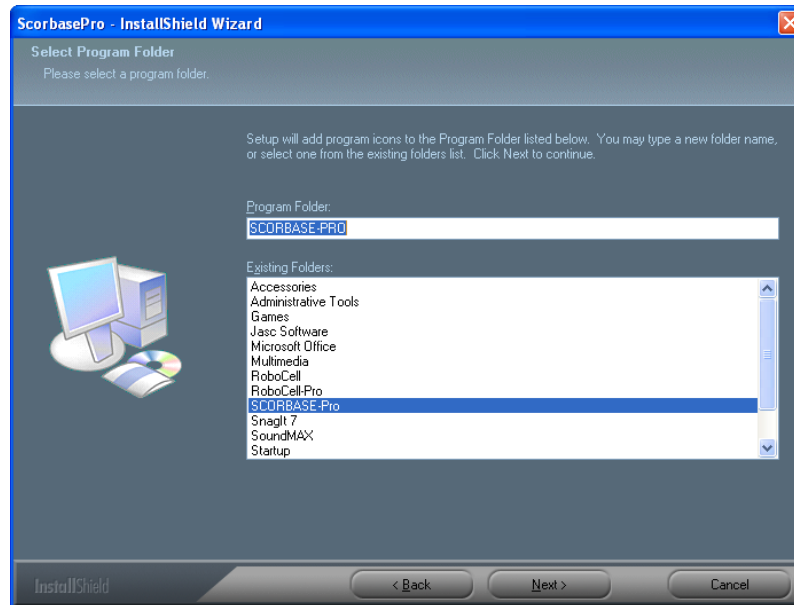 ScorbasePro - InstallShield Wizard
Select Program Folder
Please select a program folder.
Setup will add program icons to the Program Folder listed below. You may type a new folder name,
or select one from the existing folders list. Click Next to continue.
Program Folder:
SCORBASE-PRO
Existing Folders:
Accessories
Administrative Tools
Games
Jasc Software
Microsoft Office
Multimedia
RoboCell
RoboCell-Pro
SCORBASE-Pro
SnagIt 7
SoundMAX
Startup
InstallShield
< Back
Next >
Cancel